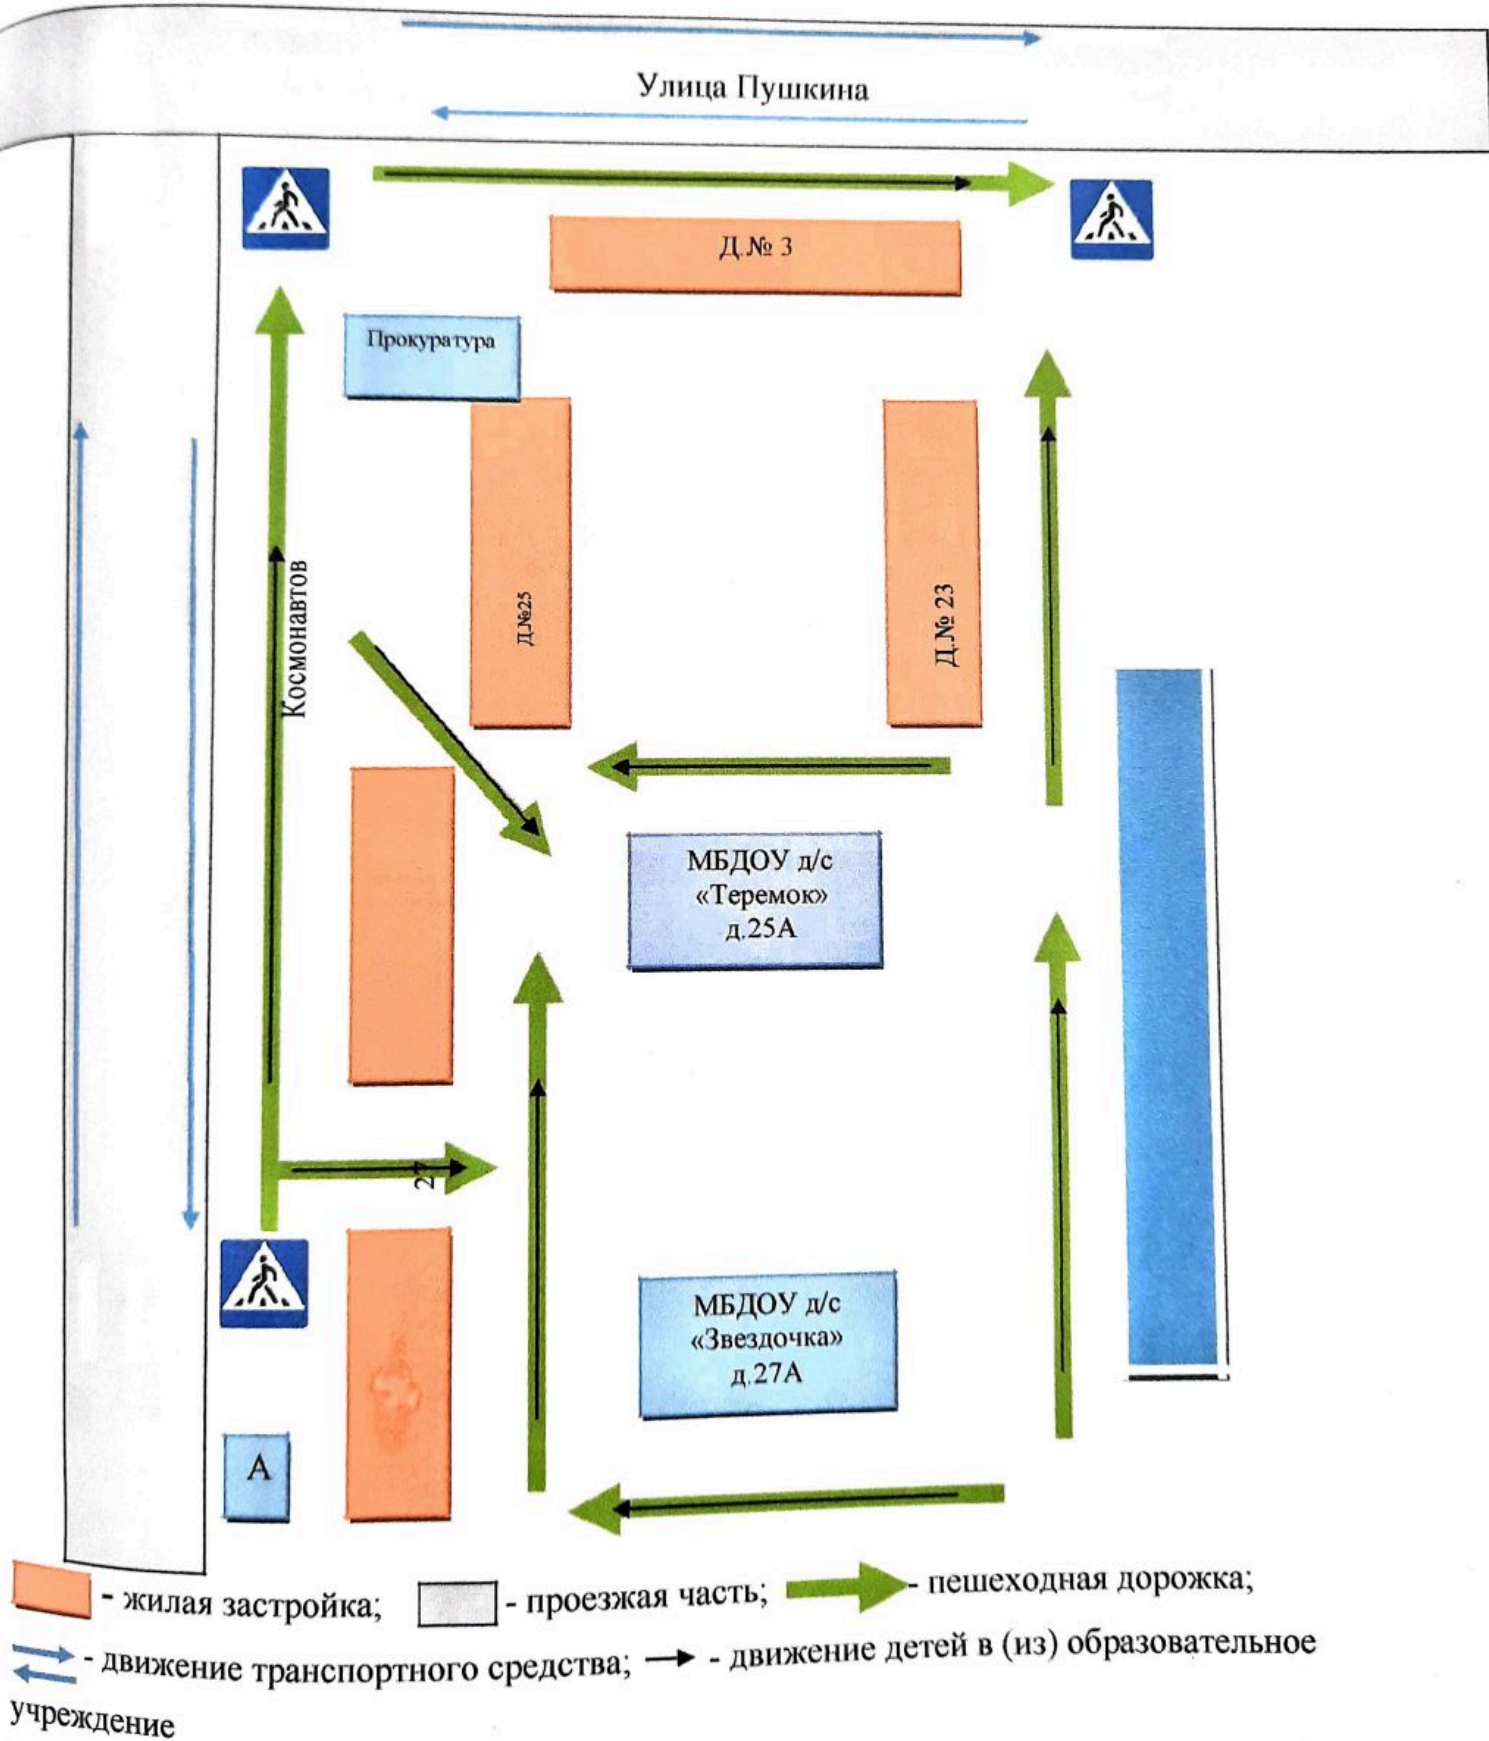 Улица Пушкина
Д.№ 3
Прокуратура
Космонавтов
Д.№25
Д.№ 23
МБДОУ д/с
«Теремок»
д.25А
27
МБДОУ д/с
«Звездочка»
д.27А
А
- жилая застройка; - проезжая часть; - пешеходная дорожка;
- движение транспортного средства; - движение детей в (из) образовательное
учреждение